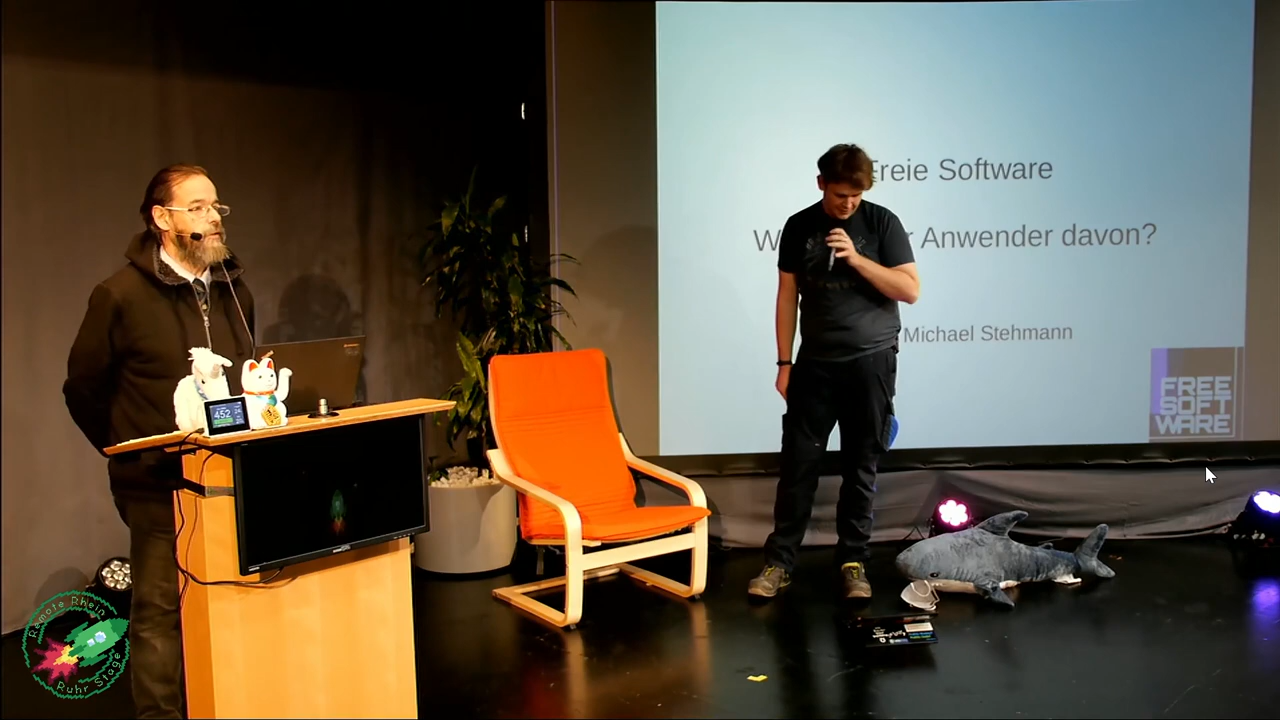 Freie Software
W
r Anwender davon?
Michael Stehmann
FREE
SOFT
WARE
452
Remote Rhein
Ruhr Stage